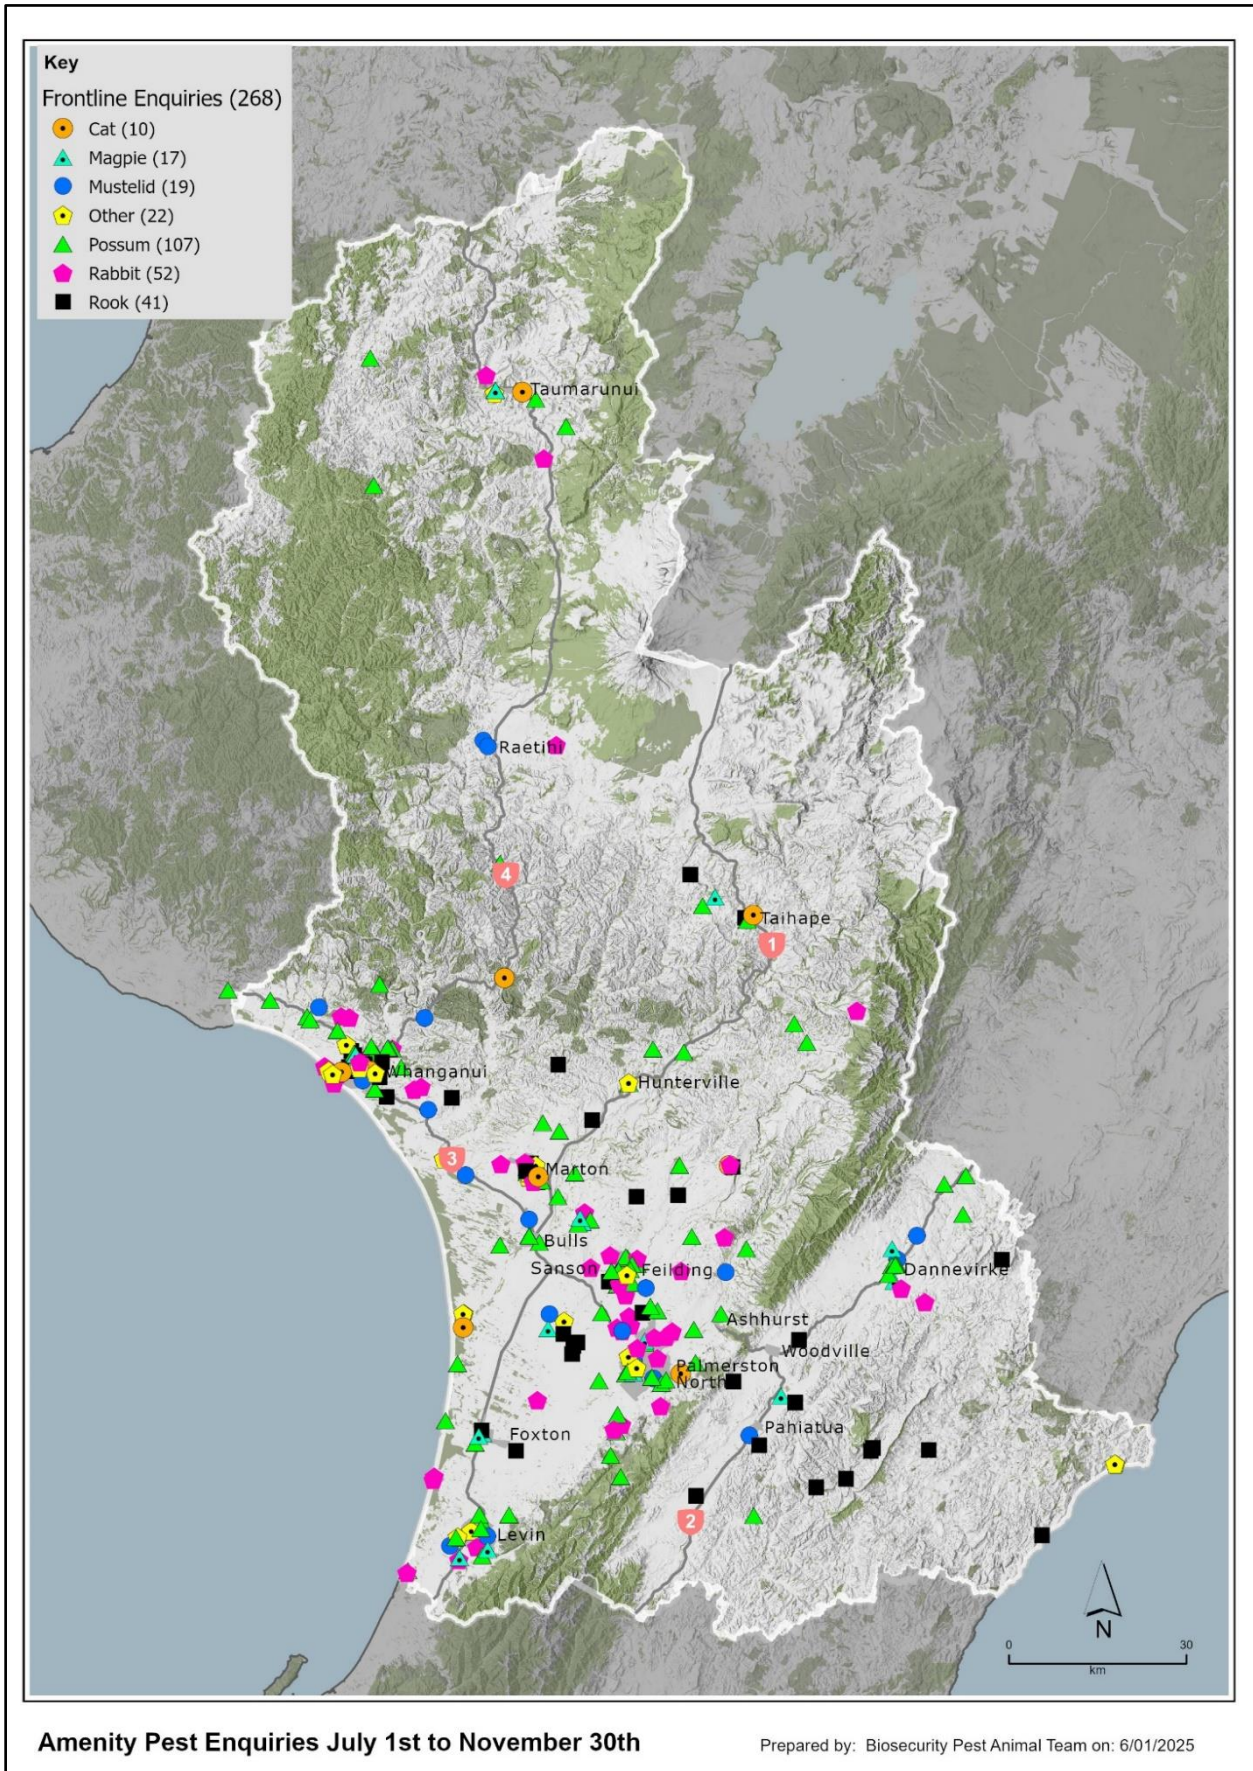 Key
Frontline Enquiries (268)
Cat (10)
Magpie (17)
Mustelid (19)
Other (22)
Possum (107)
Rabbit (52)
Rook (41)
Taumarunui
Raetihi
4
Taihape
1
Whanganui
Hunterville
3
Marton
Bulls
Sanson
Feilding
Dannevirke
Ashhurst
Woodville
Palmerston
North
Pahiatua
Foxton
2
Levin
N
0 30
km
Amenity Pest Enquiries July 1st to November 30th
Prepared by: Biosecurity Pest Animal Team on: 6/01/2025